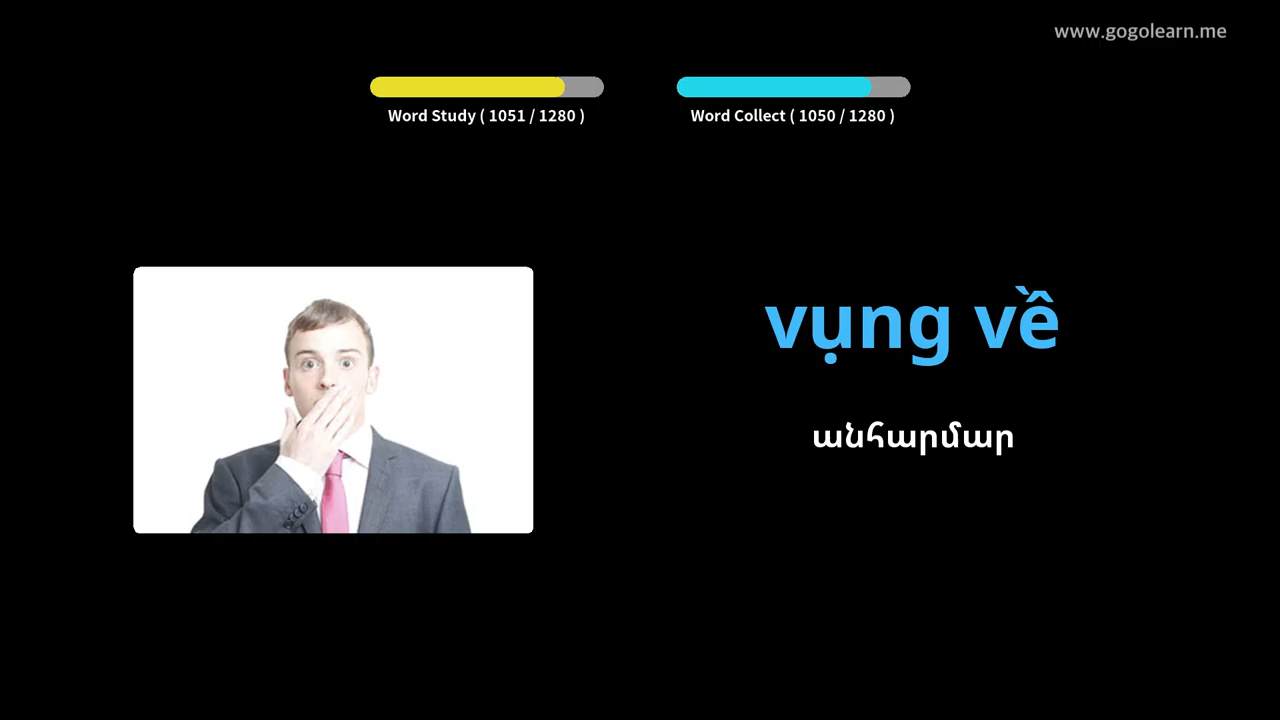 www.gogolearn.me
Word Study ( 1051 / 1280 )
Word Collect ( 1050 / 1280 )
vụng về
անհարմար